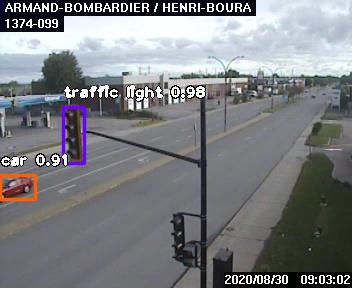 ARMAND-BOMBARDIER / HENRI-BOURA
1374-099
traffic light 0.98
car 0.91
2020/08/30 09:03:02